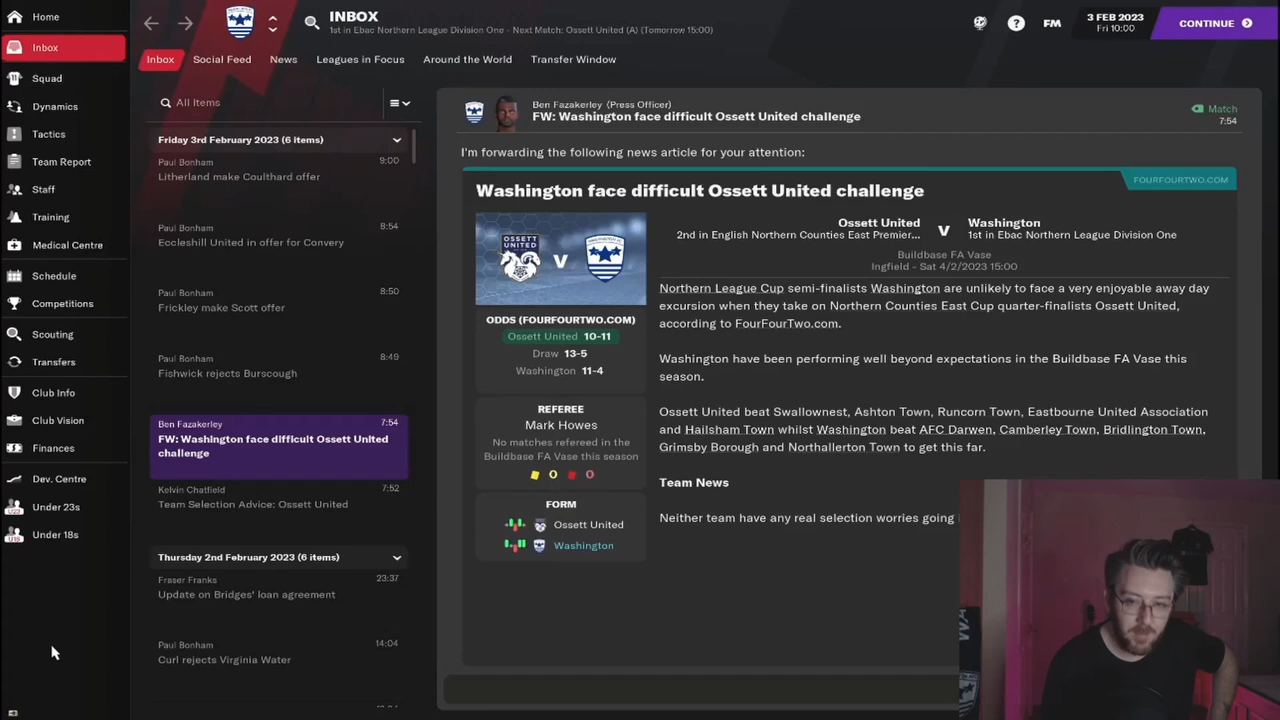 Home
INBOX
1st in Ebac Northern League Division One - Next Match: Ossett United (A) (Tomorrow 15:00)
FM
3 FEB 2023
Fri 10:00
CONTINUE
Inbox
Squad
Dynamics
Tactics
Team Report
Staff
Training
Medical Centre
Schedule
Competitions
Scouting
Transfers
Club Info
Club Vision
Finances
Dev. Centre
Under 23s
Under 18s
Inbox
Social Feed
News
Leagues in Focus
Around the World
Transfer Window
All Items
Friday 3rd February 2023 (6 items)
Paul Bonham 9:00
Litherland make Coulthard offer
8:54
Eccleshill United in offer for Convery
Paul Bonham 8:50
Frickley make Scott offer
Paul Bonham 8:49
Fishwick rejects Burscough
Ben Fazakerley 7:54
FW: Washington face difficult Ossett United
challenge
Kelvin Chatfield 7:52
Team Selection Advice: Ossett United
Thursday 2nd February 2023 (6 items)
Fraser Franks 23:37
Update on Bridges' loan agreement
Paul Bonham 14:04
Curl rejects Virginia Water
Ben Fazakerley (Press Officer)
FW: Washington face difficult Ossett United challenge
Match
7:54
I'm forwarding the following news article for your attention:
FOURFOURTWO.COM
Washington face difficult Ossett United challenge
OSSETT
UNITED
V
ODDS (FOURFOURTWO.COM)
Ossett United 10-11
Draw 13-5
Washington 11-4
REFEREE
Mark Howes
No matches refereed in the
Buildbase FA Vase this season
0 0
FORM
Ossett United
Washington
Ossett United V Washington
2nd in English Northern Counties East Premier... 1st in Ebac Northern League Division One
Buildbase FA Vase
Ingfield - Sat 4/2/2023 15:00
Northern League Cup semi-finalists Washington are unlikely to face a very enjoyable away day
excursion when they take on Northern Counties East Cup quarter-finalists Ossett United,
according to FourFourTwo.com.
Washington have been performing well beyond expectations in the Buildbase FA Vase this
season.
Ossett United beat Swallownest, Ashton Town, Runcorn Town, Eastbourne United Association
and Hailsham Town whilst Washington beat AFC Darwen, Camberley Town, Bridlington Town,
Grimsby Borough and Northallerton Town to get this far.
Team News
Neither team have any real selection worries going i